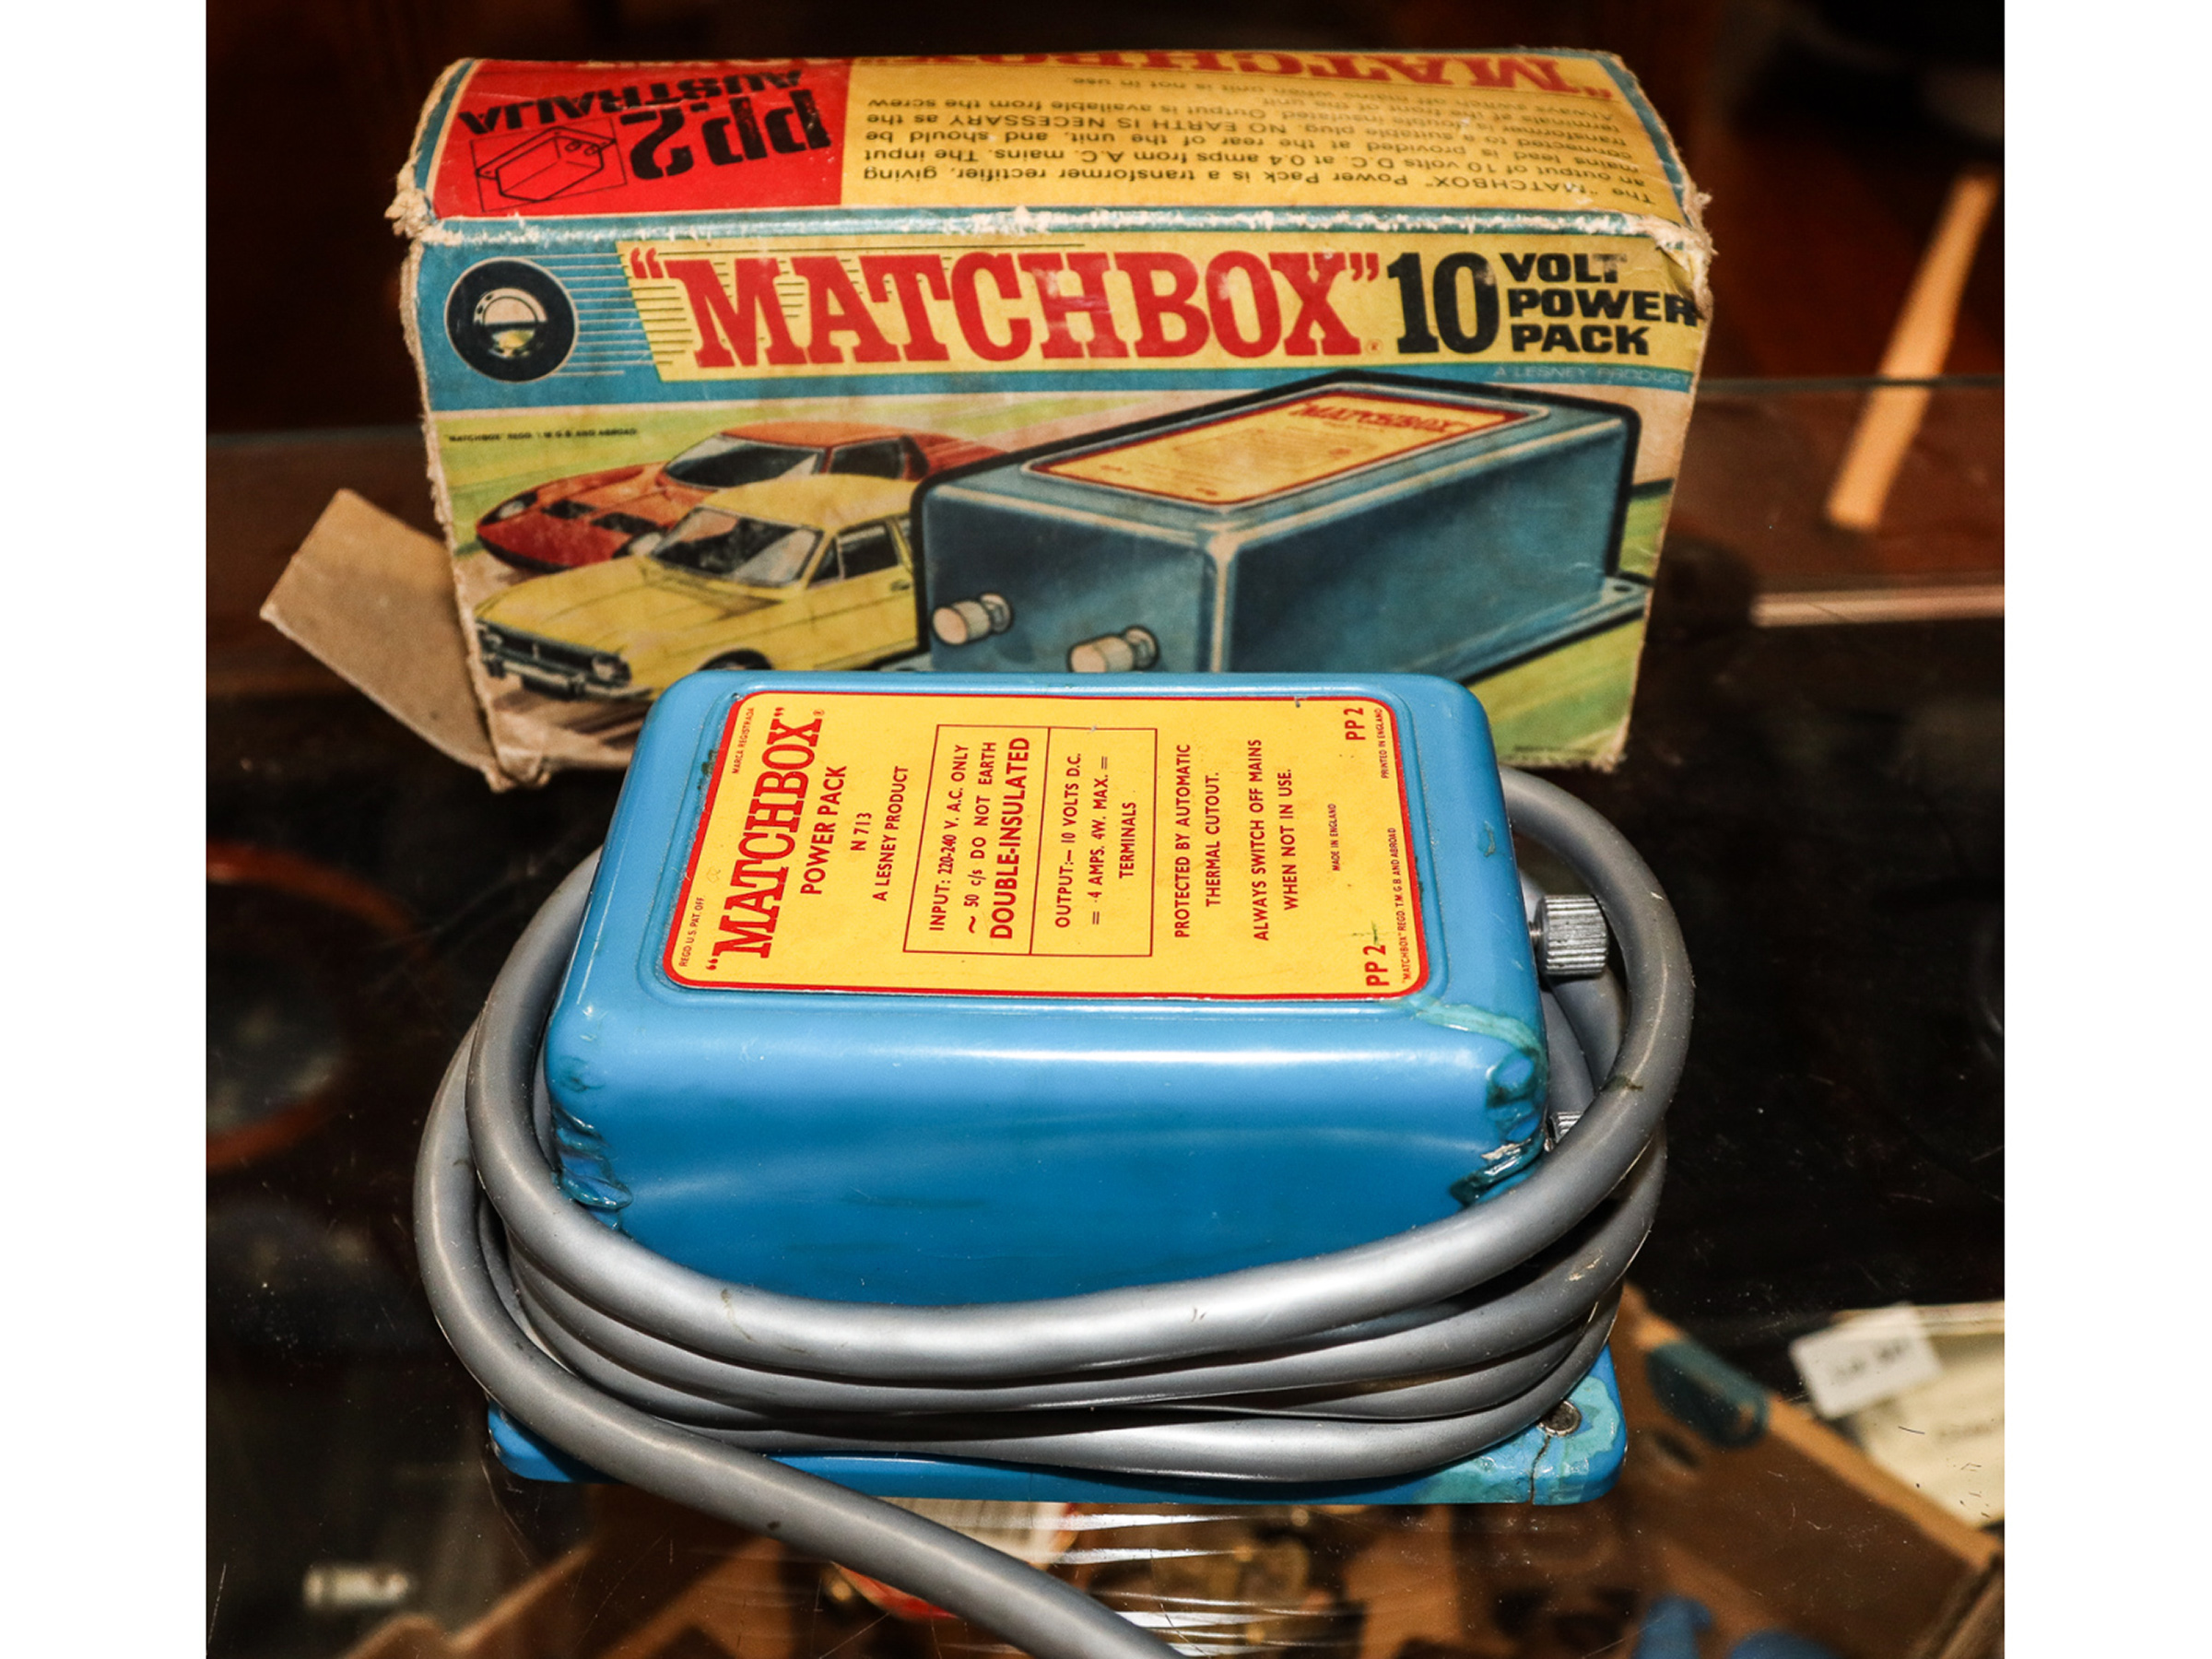 pp2
AUSTRALIA
"MATCHBOX"
The "MATCHBOX" Power Pack is a transformer rectifier, giving
an output of 10 volts D.C. at 0.4 amps from A.C. mains. The input
mains lead is provided at the rear of the unit, and should be
connected to a suitable plug. NO EARTH IS NECESSARY as the
transformer is double insulated. Output is available from the screw
terminals at the front of the unit.
Always switch off mains when unit is not in use.
"MATCHBOX"® 10 VOLT
POWER
PACK
A LESNEY PRODUCT
"MATCHBOX" REGD. T.M. G.B. AND ABROAD
"MATCHBOX"
REGD U.S. PAT. OFF. MARCA REGISTRADA
"MATCHBOX"®
POWER PACK
N 713
A LESNEY PRODUCT
INPUT: 220-240 V. A.C. ONLY
~ 50 c/s DO NOT EARTH
DOUBLE-INSULATED
OUTPUT:— 10 VOLTS D.C.
= ·4 AMPS. 4W. MAX. =
TERMINALS
PROTECTED BY AUTOMATIC
THERMAL CUTOUT.
ALWAYS SWITCH OFF MAINS
WHEN NOT IN USE.
MADE IN ENGLAND
PP 2 PP 2
"MATCHBOX" REGD. T.M. G.B. AND ABROAD PRINTED IN ENGLAND